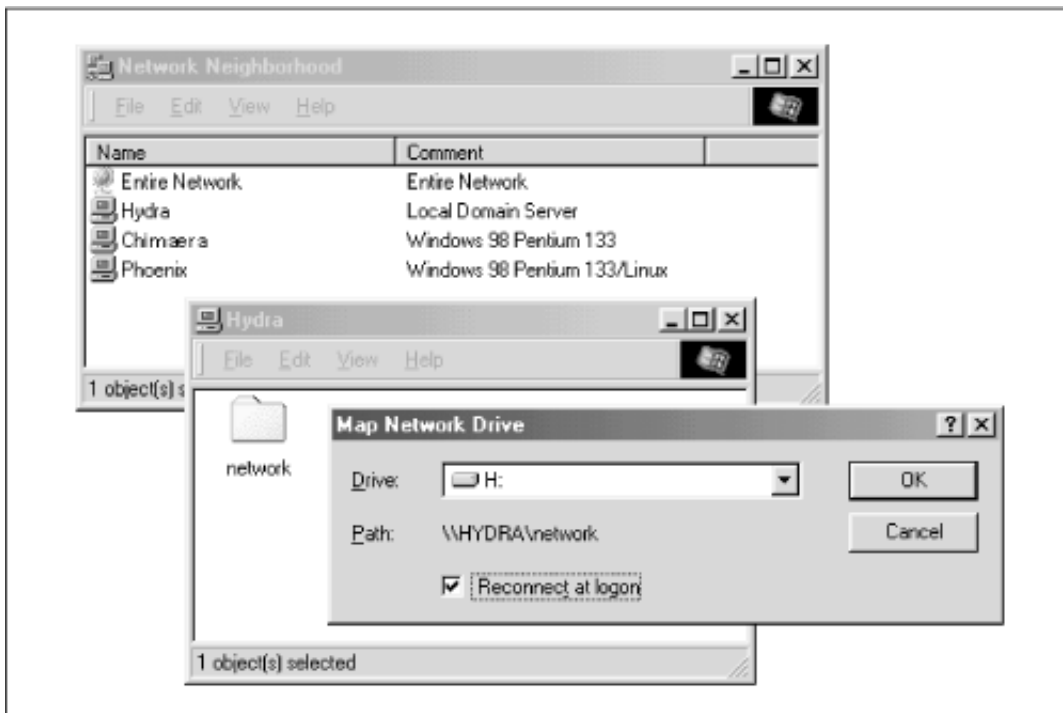 Network Neighborhood
File Edit View Help
Name Comment
Entire Network Entire Network
Hydra Local Domain Server
Chimaera Windows 98 Pentium 133
Phoenix Windows 98 Pentium 133/Linux
1 object(s) s
Hydra
File Edit View Help
network
1 object(s) selected
Map Network Drive
Drive: H: OK
Path: \\HYDRA\network Cancel
Reconnect at logon